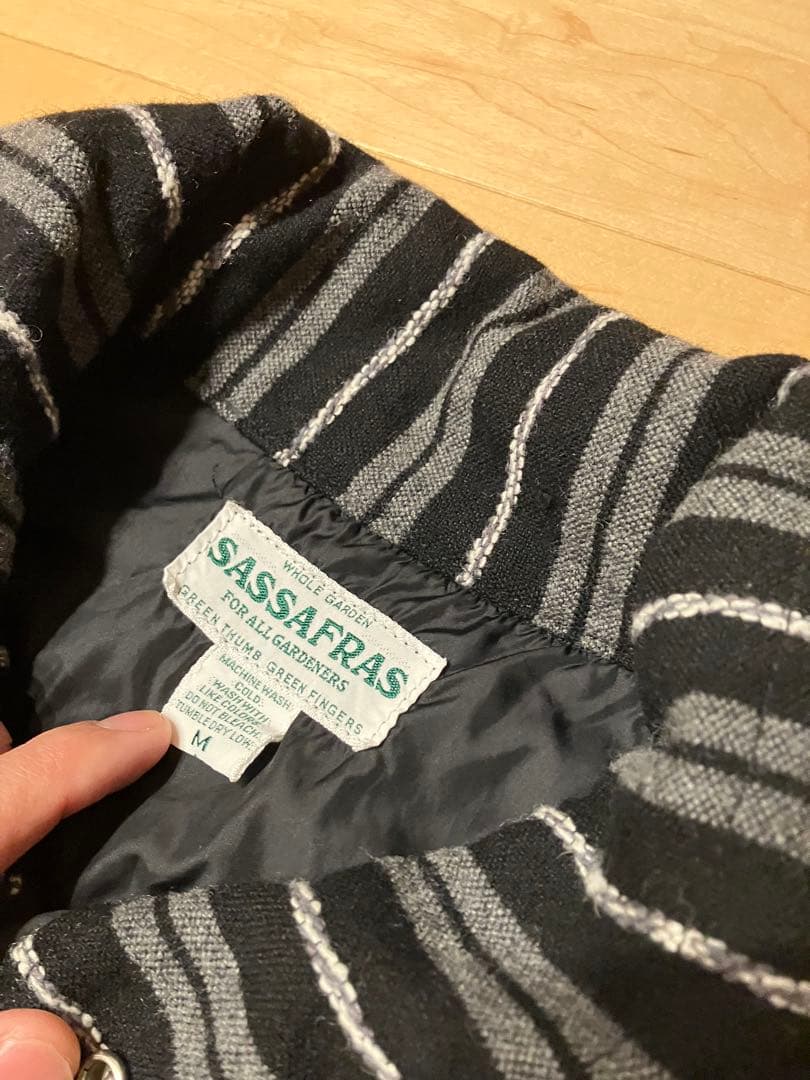 WHOLE GARDEN
SASSAFRAS
FOR ALL GARDENERS
GREEN THUMB GREEN FINGERS
MACHINE WASH
COLD.
WASH WITH
LIKE COLORS.
DO NOT BLEACH.
TUMBLE DRY LOW.
M